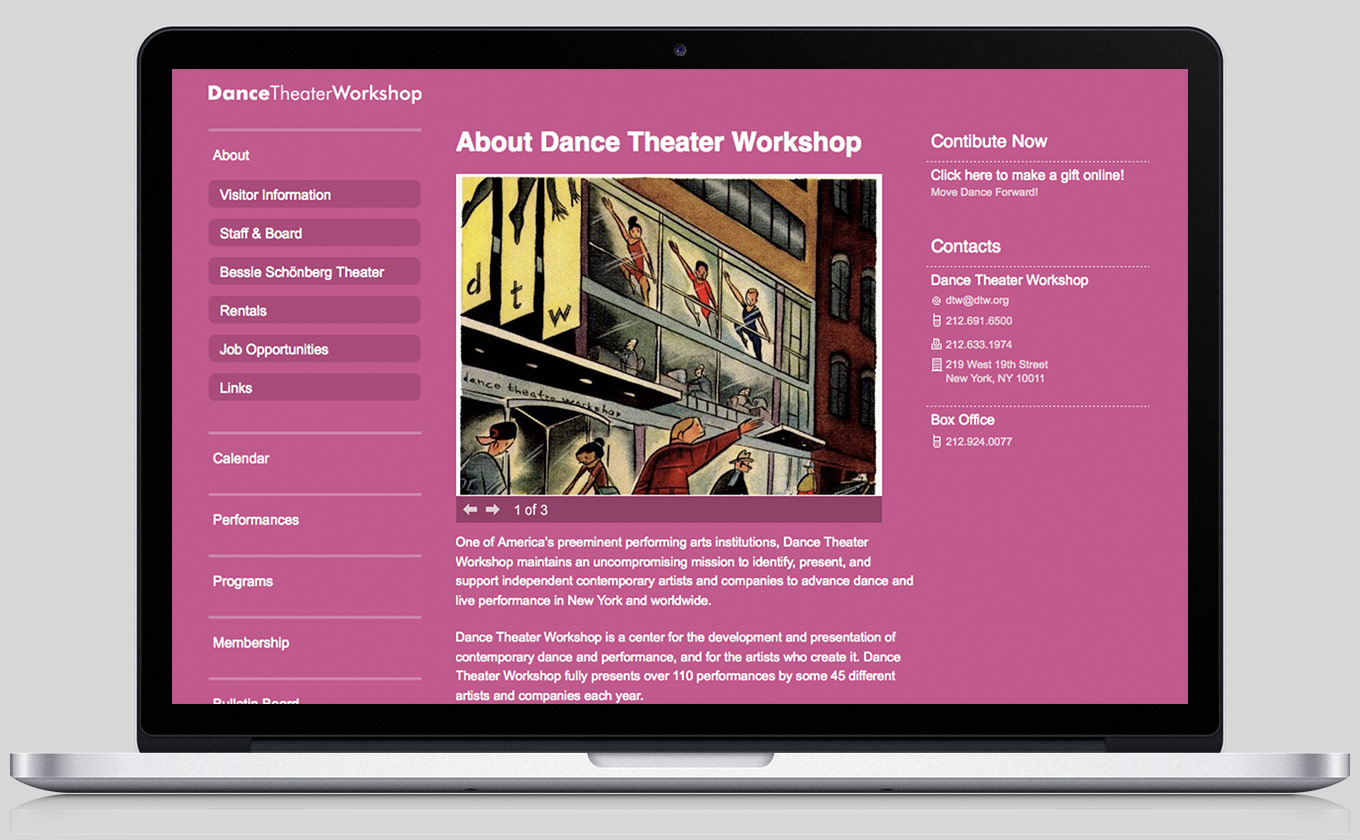 DanceTheaterWorkshop
About
Visitor Information
Staff & Board
Bessie Schönberg Theater
Rentals
Job Opportunities
Links
Calendar
Performances
Programs
Membership
Bulletin Board
About Dance Theater Workshop
d t w
dance theatre workshop
1 of 3
One of America's preeminent performing arts institutions, Dance Theater
Workshop maintains an uncompromising mission to identify, present, and
support independent contemporary artists and companies to advance dance and
live performance in New York and worldwide.
Dance Theater Workshop is a center for the development and presentation of
contemporary dance and performance, and for the artists who create it. Dance
Theater Workshop fully presents over 110 performances by some 45 different
artists and companies each year.
Contibute Now
Click here to make a gift online!
Move Dance Forward!
Contacts
Dance Theater Workshop
dtw@dtw.org
212.691.6500
212.633.1974
219 West 19th Street
New York, NY 10011
Box Office
212.924.0077